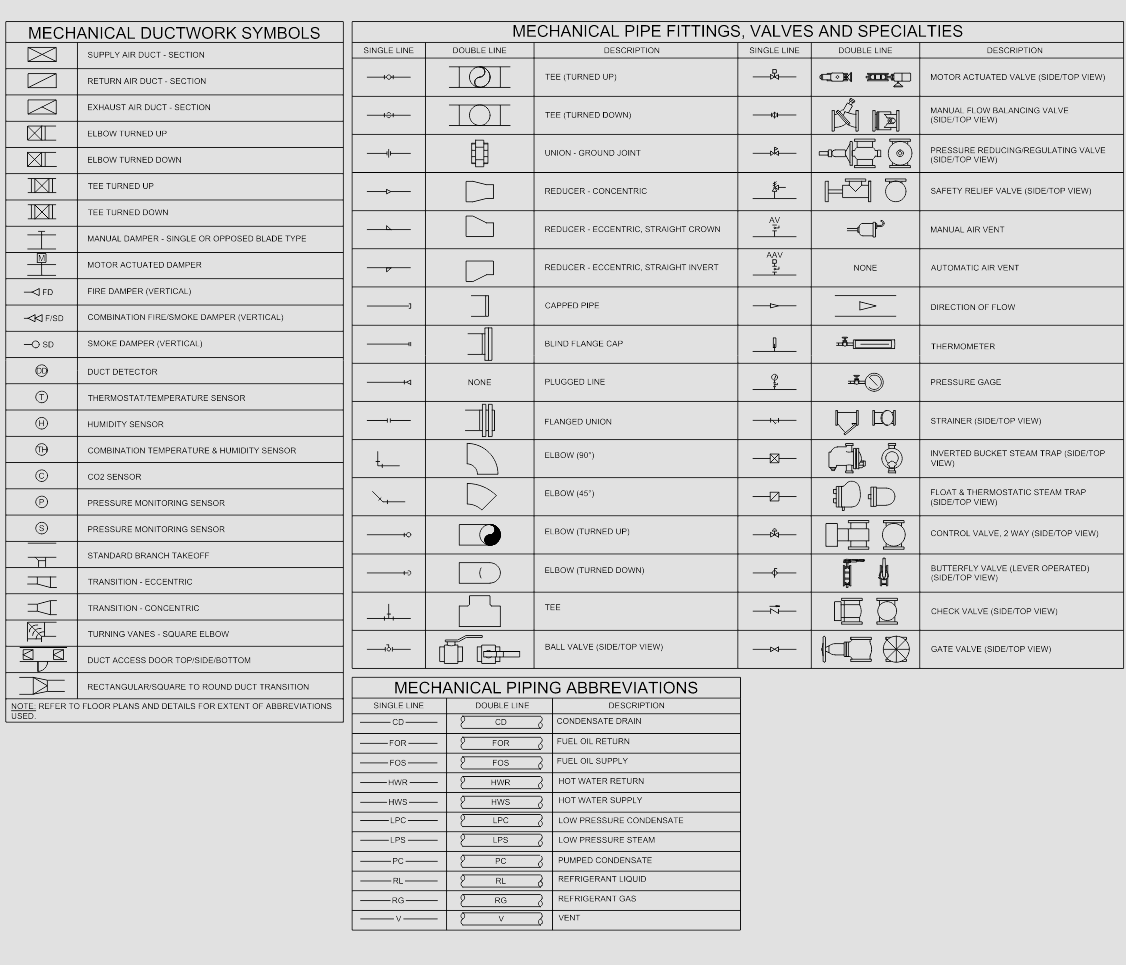 MECHANICAL DUCTWORK SYMBOLS
SUPPLY AIR DUCT - SECTION
RETURN AIR DUCT - SECTION
EXHAUST AIR DUCT - SECTION
ELBOW TURNED UP
ELBOW TURNED DOWN
TEE TURNED UP
TEE TURNED DOWN
MANUAL DAMPER - SINGLE OR OPPOSED BLADE TYPE
M MOTOR ACTUATED DAMPER
FD FIRE DAMPER (VERTICAL)
F/SD COMBINATION FIRE/SMOKE DAMPER (VERTICAL)
SD SMOKE DAMPER (VERTICAL)
DD DUCT DETECTOR
T THERMOSTAT/TEMPERATURE SENSOR
H HUMIDITY SENSOR
TH COMBINATION TEMPERATURE & HUMIDITY SENSOR
C CO2 SENSOR
P PRESSURE MONITORING SENSOR
S PRESSURE MONITORING SENSOR
STANDARD BRANCH TAKEOFF
TRANSITION - ECCENTRIC
TRANSITION - CONCENTRIC
TURNING VANES - SQUARE ELBOW
DUCT ACCESS DOOR TOP/SIDE/BOTTOM
RECTANGULAR/SQUARE TO ROUND DUCT TRANSITION
NOTE: REFER TO FLOOR PLANS AND DETAILS FOR EXTENT OF ABBREVIATIONS
USED.
MECHANICAL PIPE FITTINGS, VALVES AND SPECIALTIES
SINGLE LINE DOUBLE LINE DESCRIPTION SINGLE LINE DOUBLE LINE DESCRIPTION
TEE (TURNED UP)
TEE (TURNED DOWN)
UNION - GROUND JOINT
REDUCER - CONCENTRIC
REDUCER - ECCENTRIC, STRAIGHT CROWN
REDUCER - ECCENTRIC, STRAIGHT INVERT
CAPPED PIPE
BLIND FLANGE CAP
NONE PLUGGED LINE
FLANGED UNION
ELBOW (90°)
ELBOW (45°)
ELBOW (TURNED UP)
ELBOW (TURNED DOWN)
TEE
BALL VALVE (SIDE/TOP VIEW)
MOTOR ACTUATED VALVE (SIDE/TOP VIEW)
MANUAL FLOW BALANCING VALVE
(SIDE/TOP VIEW)
PRESSURE REDUCING/REGULATING VALVE
(SIDE/TOP VIEW)
SAFETY RELIEF VALVE (SIDE/TOP VIEW)
AV MANUAL AIR VENT
AAV NONE AUTOMATIC AIR VENT
DIRECTION OF FLOW
THERMOMETER
PRESSURE GAGE
STRAINER (SIDE/TOP VIEW)
INVERTED BUCKET STEAM TRAP (SIDE/TOP
VIEW)
FLOAT & THERMOSTATIC STEAM TRAP
(SIDE/TOP VIEW)
CONTROL VALVE, 2 WAY (SIDE/TOP VIEW)
BUTTERFLY VALVE (LEVER OPERATED)
(SIDE/TOP VIEW)
CHECK VALVE (SIDE/TOP VIEW)
GATE VALVE (SIDE/TOP VIEW)
MECHANICAL PIPING ABBREVIATIONS
SINGLE LINE DOUBLE LINE DESCRIPTION
CD CD CONDENSATE DRAIN
FOR FOR FUEL OIL RETURN
FOS FOS FUEL OIL SUPPLY
HWR HWR HOT WATER RETURN
HWS HWS HOT WATER SUPPLY
LPC LPC LOW PRESSURE CONDENSATE
LPS LPS LOW PRESSURE STEAM
PC PC PUMPED CONDENSATE
RL RL REFRIGERANT LIQUID
RG RG REFRIGERANT GAS
V V VENT